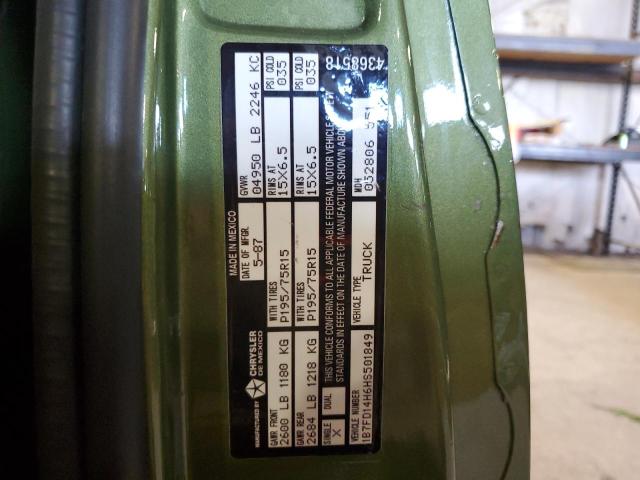 MANUFACTURED BY CHRYSLER DE MEXICO
MADE IN MEXICO
DATE OF MFGR.
5-87
GVWR
04950 LB 2246 KC
GAWR FRONT
2600 LB 1180 KG
WITH TIRES
P195/75R15
RIMS AT
15X6.5
PSI COLD
035
GAWR REAR
2684 LB 1218 KG
WITH TIRES
P195/75R15
RIMS AT
15X6.5
PSI COLD
035
SINGLE X DUAL
THIS VEHICLE CONFORMS TO ALL APPLICABLE FEDERAL MOTOR VEHICLE
STANDARDS IN EFFECT ON THE DATE OF MANUFACTURE SHOWN
VEHICLE NUMBER
1B7FD14H6HS501849
VEHICLE TYPE
TRUCK
MDH
032806
4368518